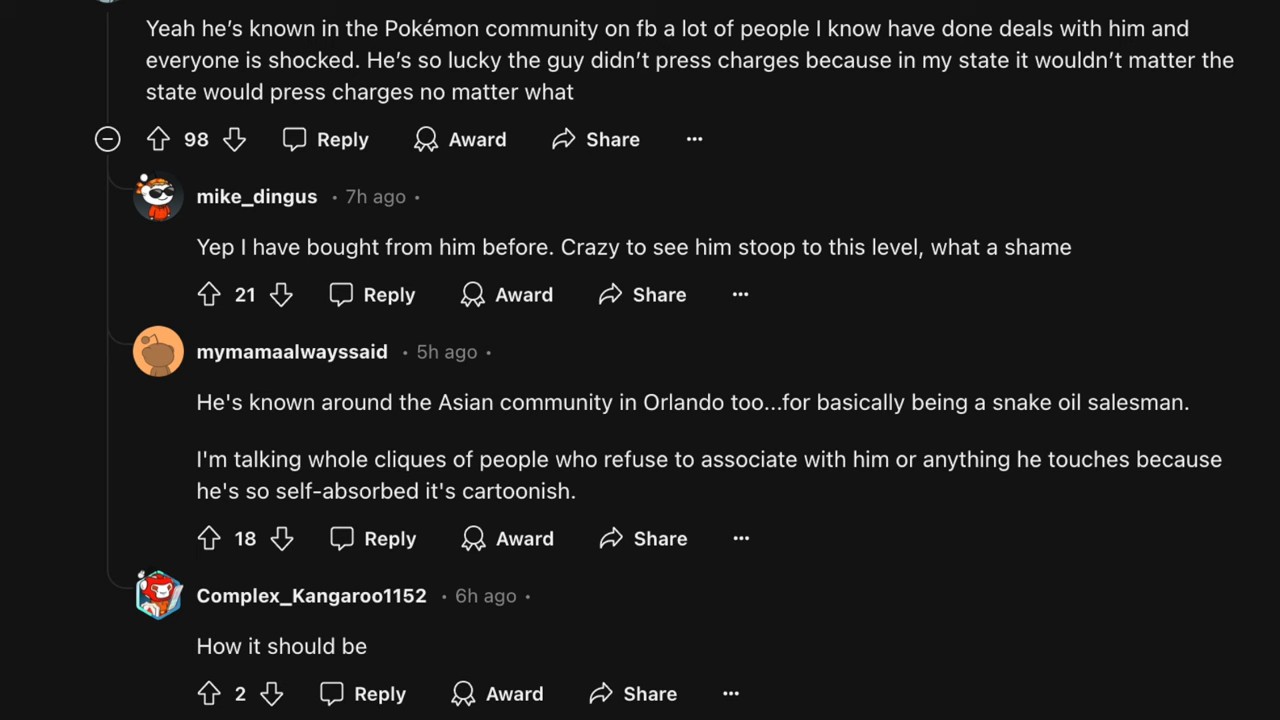 Yeah he’s known in the Pokémon community on fb a lot of people I know have done deals with him and
everyone is shocked. He’s so lucky the guy didn’t press charges because in my state it wouldn’t matter the
state would press charges no matter what
98 Reply Award Share ...
mike_dingus • 7h ago •
Yep I have bought from him before. Crazy to see him stoop to this level, what a shame
21 Reply Award Share ...
mymamaalwayssaid • 5h ago •
He's known around the Asian community in Orlando too...for basically being a snake oil salesman.
I'm talking whole cliques of people who refuse to associate with him or anything he touches because
he's so self-absorbed it's cartoonish.
18 Reply Award Share ...
Complex_Kangaroo1152 • 6h ago •
How it should be
2 Reply Award Share ...